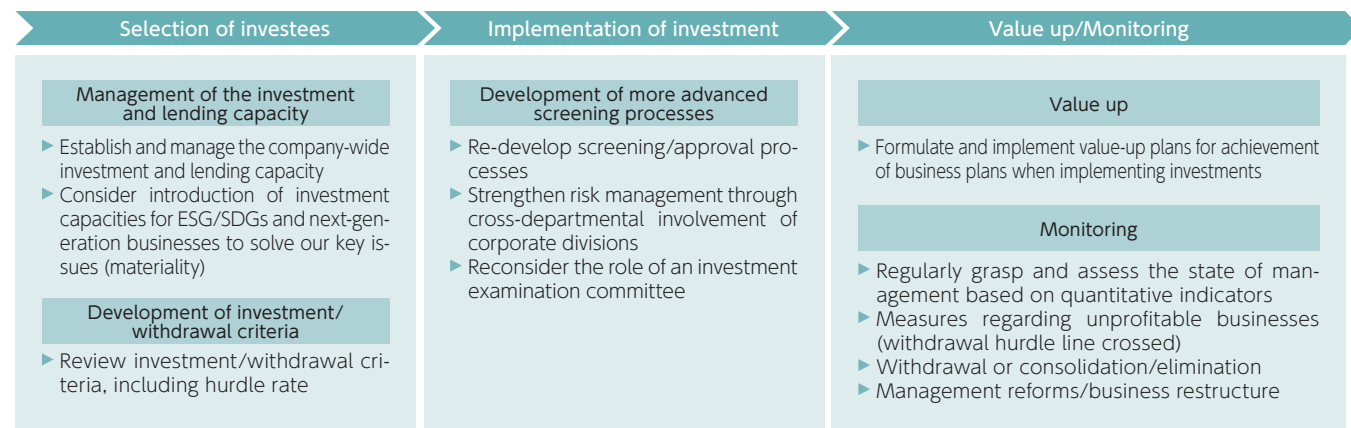 Selection of investees
Management of the investment
and lending capacity
▶ Establish and manage the company-wide
investment and lending capacity
▶ Consider introduction of investment
capacities for ESG/SDGs and next-gen-
eration businesses to solve our key is-
sues (materiality)
Development of investment/
withdrawal criteria
▶ Review investment/withdrawal cri-
teria, including hurdle rate
Implementation of investment
Development of more advanced
screening processes
▶ Re-develop screening/approval pro-
cesses
▶ Strengthen risk management through
cross-departmental involvement of
corporate divisions
▶ Reconsider the role of an investment
examination committee
Value up/Monitoring
Value up
▶ Formulate and implement value-up plans for achievement
of business plans when implementing investments
Monitoring
▶ Regularly grasp and assess the state of man-
agement based on quantitative indicators
▶ Measures regarding unprofitable businesses
(withdrawal hurdle line crossed)
▶ Withdrawal or consolidation/elimination
▶ Management reforms/business restructure